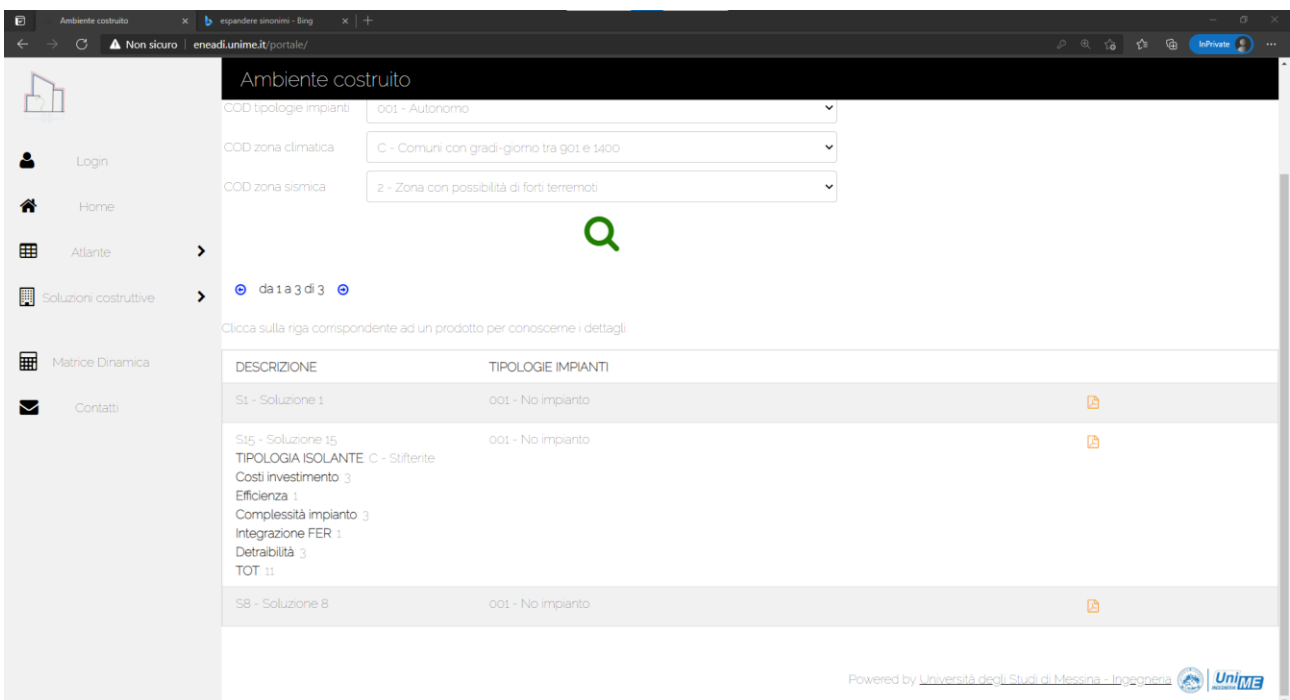 Ambiente costruito
espandere sinonimi - Bing
Non sicuro | eneadi.unime.it/portale/
InPrivate
Ambiente costruito
COD tipologie impianti 001 - Autonomo
COD zona climatica C - Comuni con gradi-giorno tra 901 e 1400
COD zona sismica 2 - Zona con possibilità di forti terremoti
Login
Home
Atlante
Soluzioni costruttive
Matrice Dinamica
Contatti
da 1 a 3 di 3
Clicca sulla riga corrispondente ad un prodotto per conoscerne i dettagli
DESCRIZIONE TIPOLOGIE IMPIANTI
S1 - Soluzione 1 001 - No impianto
S15 - Soluzione 15 001 - No impianto
TIPOLOGIA ISOLANTE C - Stiferite
Costi investimento 3
Efficienza 1
Complessità impianto 3
Integrazione FER 1
Detraibilità 3
TOT 11
S8 - Soluzione 8 001 - No impianto
Powered by Università degli Studi di Messina - Ingegneria
UniME